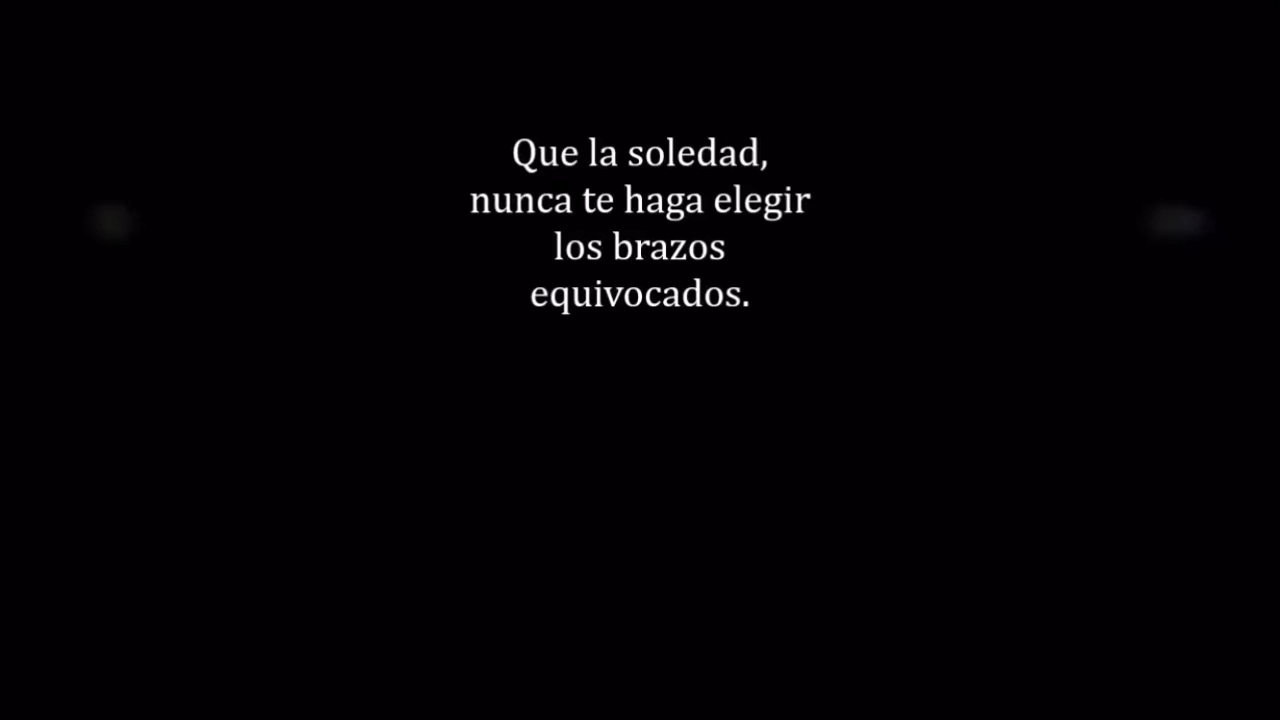 Que la soledad,
nunca te haga elegir
los brazos
equivocados.